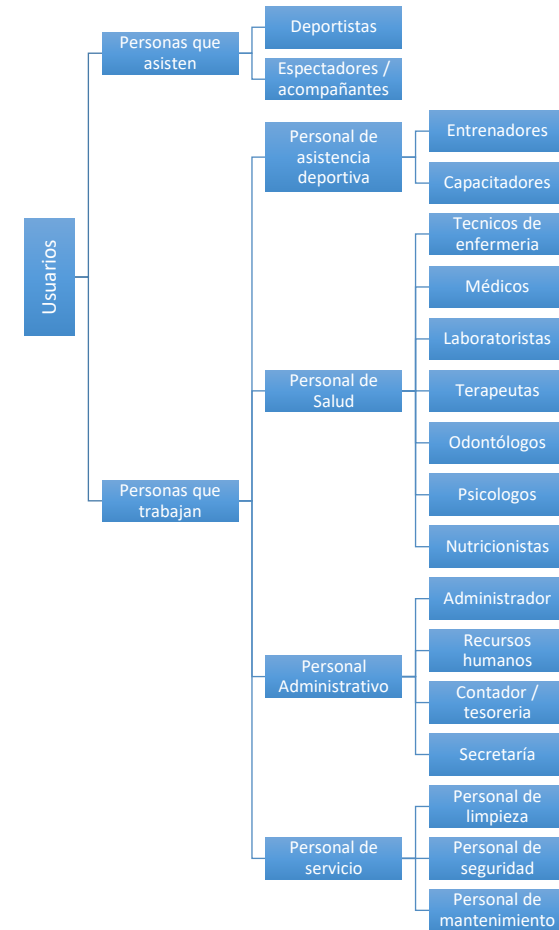 Usuarios
Personas que
asisten
Deportistas
Espectadores /
acompañantes
Personas que
trabajan
Personal de
asistencia
deportiva
Entrenadores
Capacitadores
Personal de
Salud
Tecnicos de
enfermeria
Médicos
Laboratoristas
Terapeutas
Odontólogos
Psicologos
Nutricionistas
Personal
Administrativo
Administrador
Recursos
humanos
Contador /
tesoreria
Secretaría
Personal de
servicio
Personal de
limpieza
Personal de
seguridad
Personal de
mantenimiento